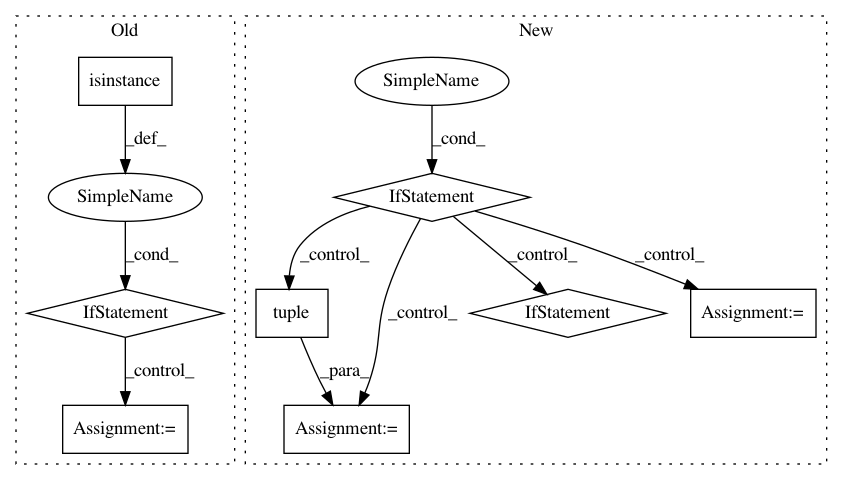 Old
New
isinstance
SimpleName
_def_
_cond_
SimpleName
IfStatement
_cond_
_control_
_control_
_control_
IfStatement
tuple
_control_
IfStatement
Assignment:=
_control_
_para_
Assignment:=
Assignment:=